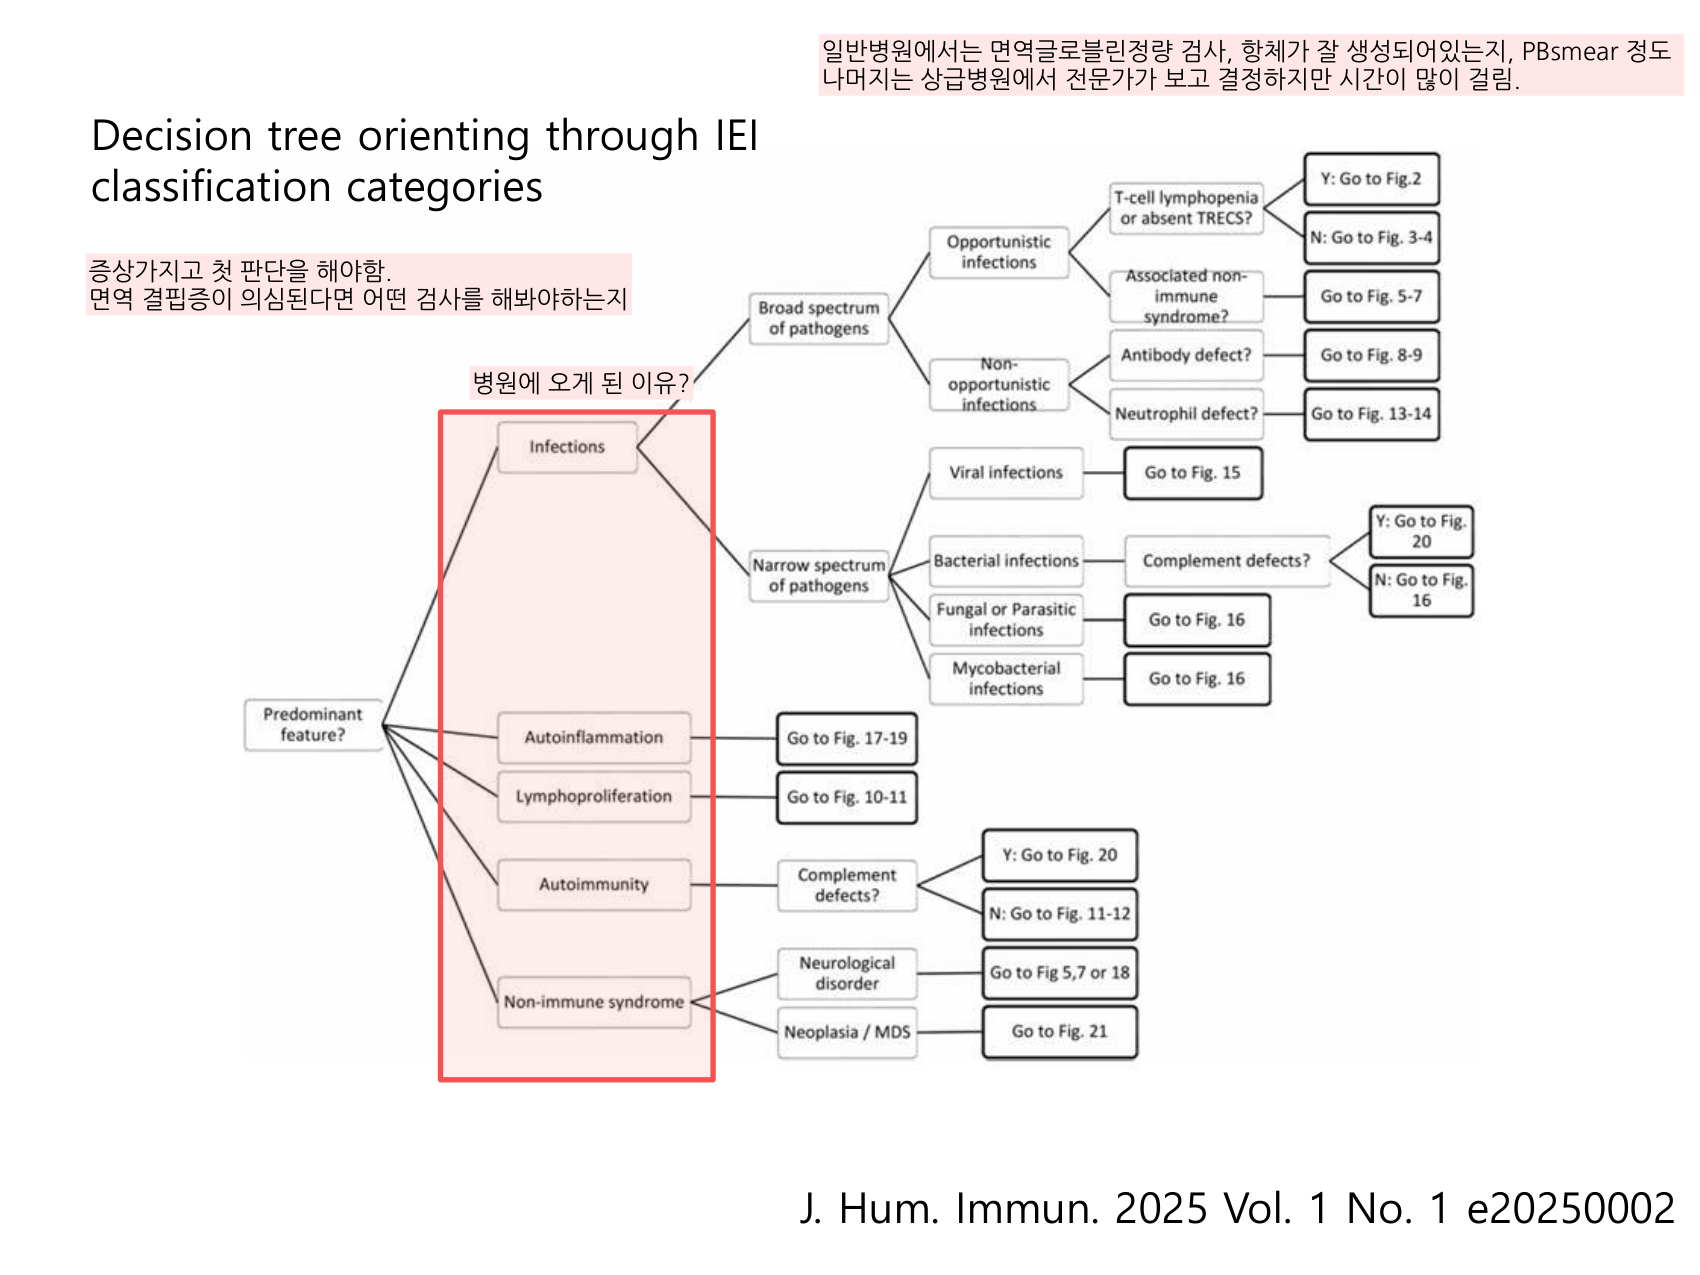 일반병원에서는 면역글로블린정량 검사, 항체가 잘 생성되어있는지, PBsmear 정도
나머지는 상급병원에서 전문가가 보고 결정하지만 시간이 많이 걸림.
Decision tree orienting through IEI
classification categories
증상가지고 첫 판단을 해야함.
면역 결핍증이 의심된다면 어떤 검사를 해봐야하는지
병원에 오게 된 이유?
Predominant
feature?
Infections
Broad spectrum
of pathogens
Opportunistic
infections
T-cell lymphopenia
or absent TRECS?
Y: Go to Fig.2
N: Go to Fig. 3-4
Associated non-
immune
syndrome?
Go to Fig. 5-7
Non-
opportunistic
infections
Antibody defect?
Go to Fig. 8-9
Neutrophil defect?
Go to Fig. 13-14
Narrow spectrum
of pathogens
Viral infections
Go to Fig. 15
Bacterial infections
Complement defects?
Y: Go to Fig.
20
N: Go to Fig.
16
Fungal or Parasitic
infections
Go to Fig. 16
Mycobacterial
infections
Go to Fig. 16
Autoinflammation
Go to Fig. 17-19
Lymphoproliferation
Go to Fig. 10-11
Autoimmunity
Complement
defects?
Y: Go to Fig. 20
N: Go to Fig. 11-12
Non-immune syndrome
Neurological
disorder
Go to Fig 5,7 or 18
Neoplasia / MDS
Go to Fig. 21
J. Hum. Immun. 2025 Vol. 1 No. 1 e20250002